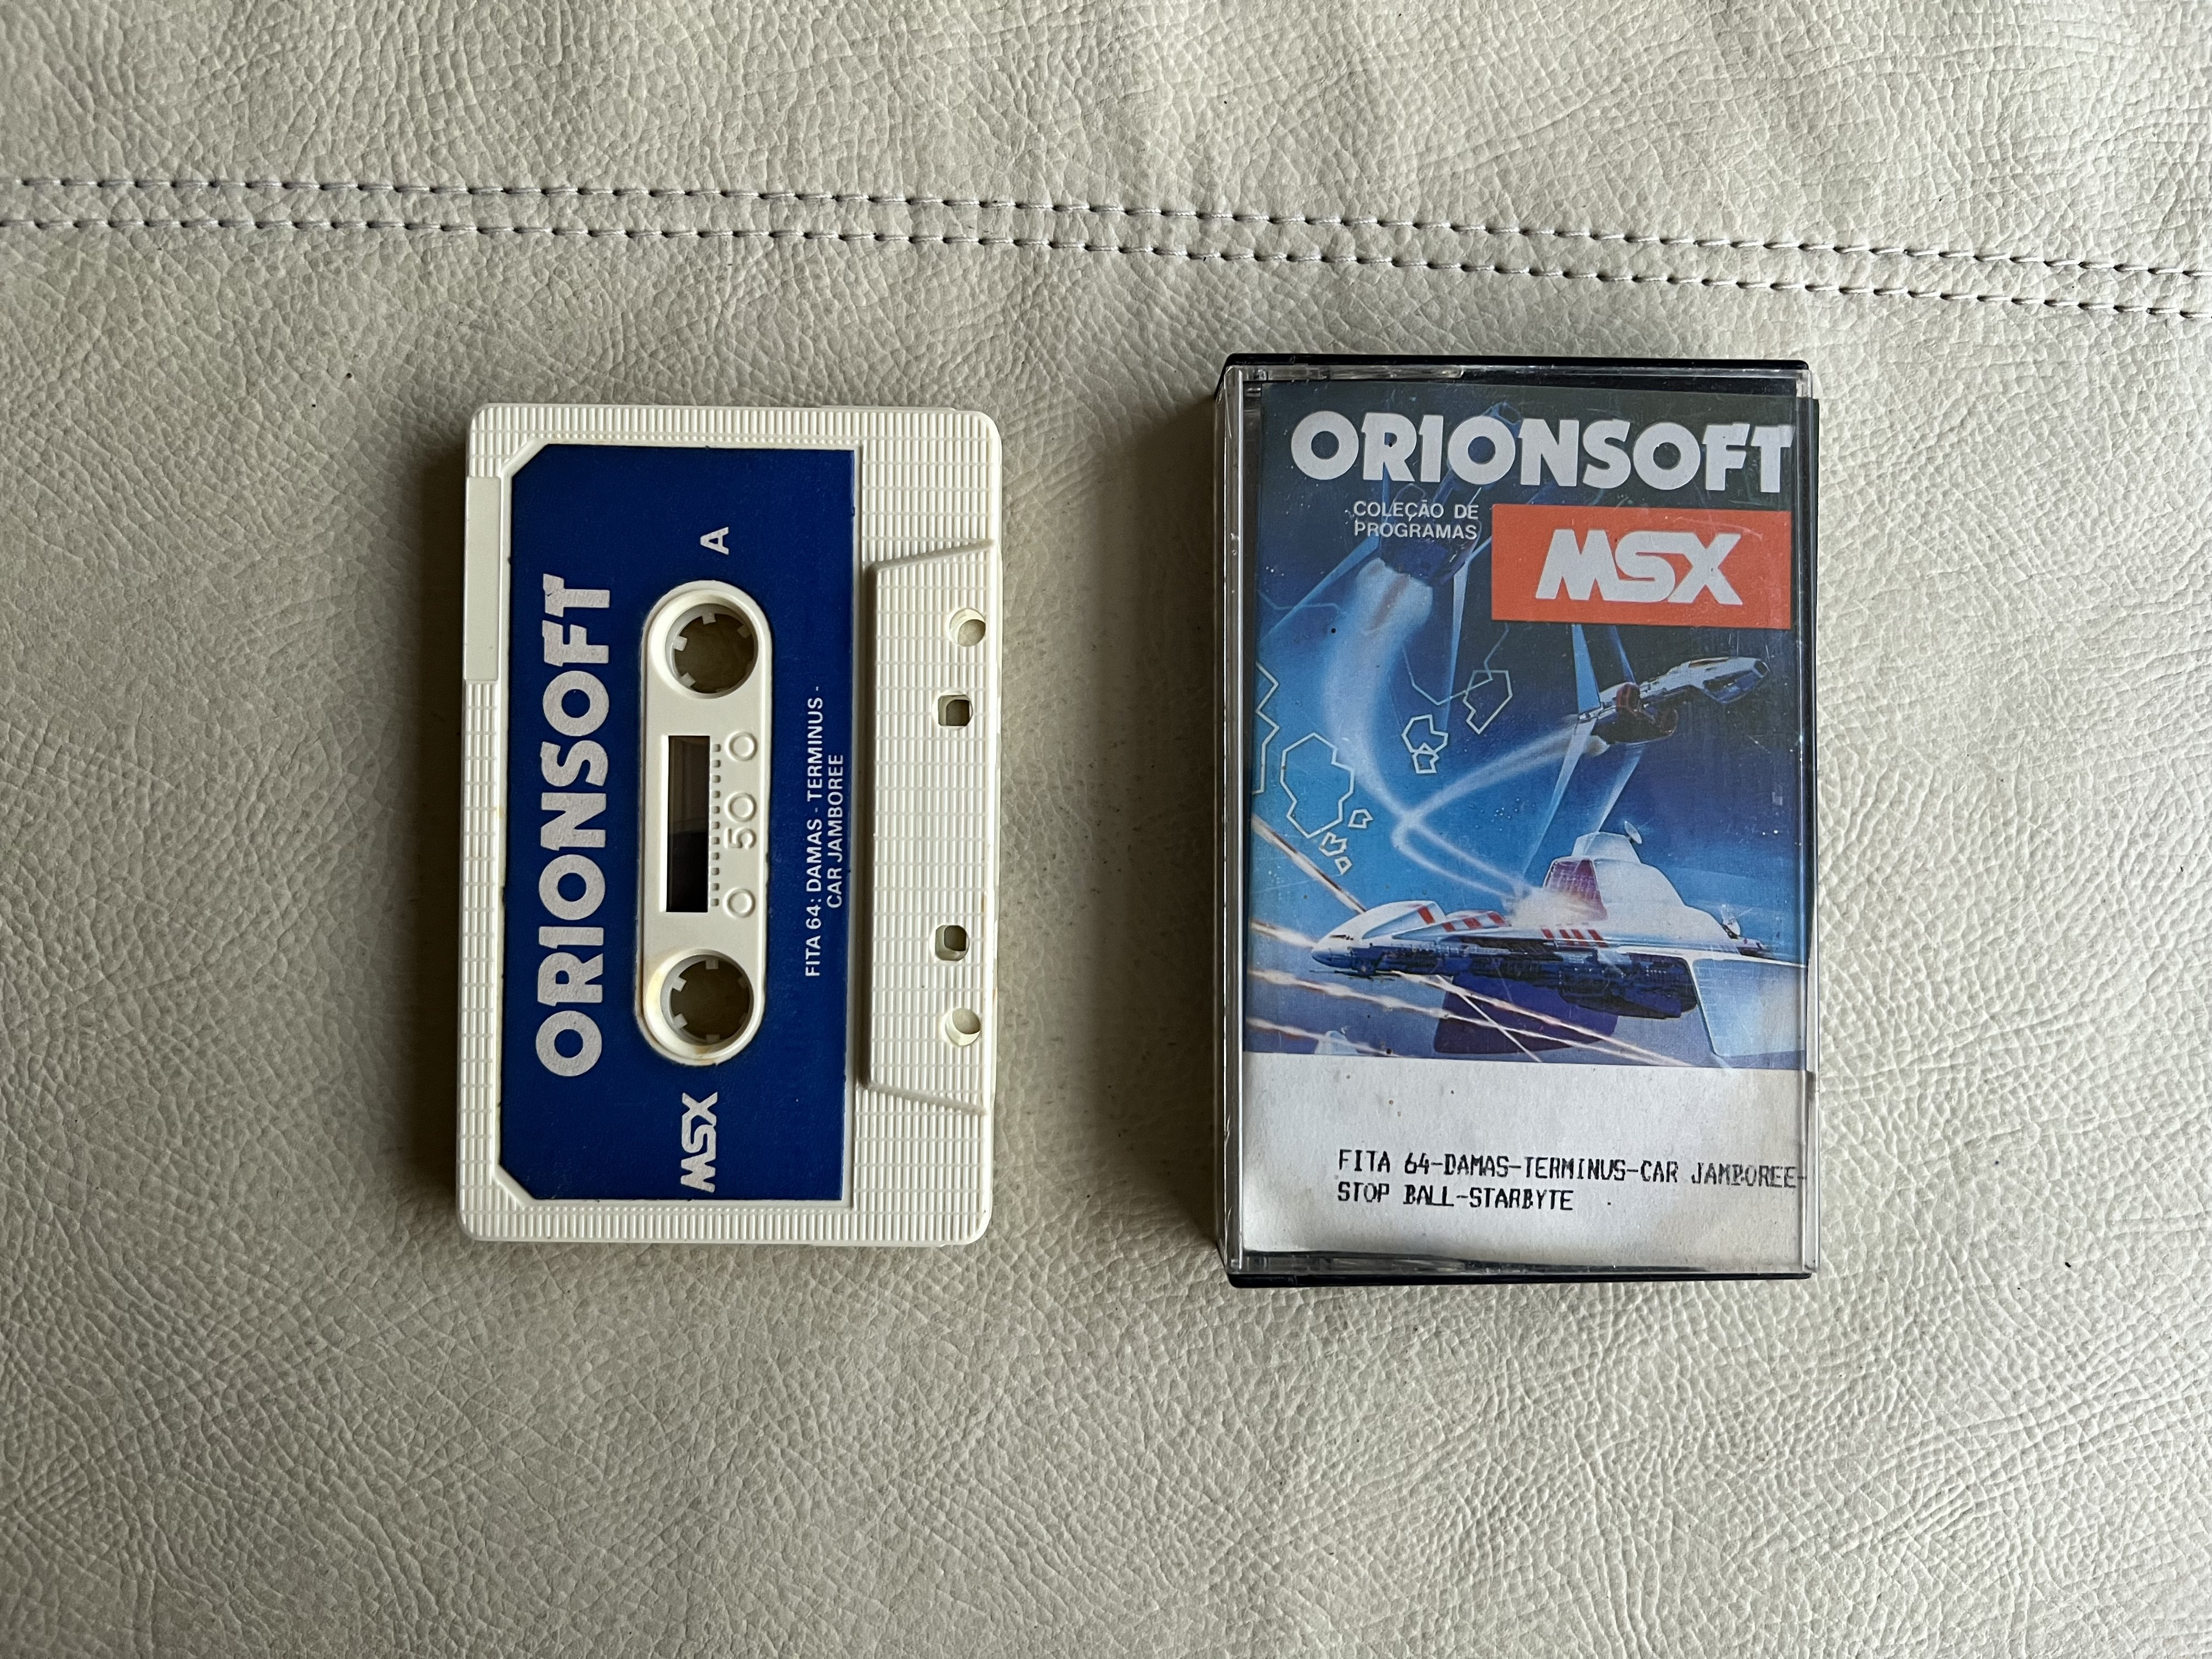 ORIONSOFT
A
FITA 64: DAMAS - TERMINUS -
CAR JAMBOREE
50
MSX
ORIONSOFT
COLEÇÃO DE
PROGRAMAS
MSX
FITA 64-DAMAS-TERMINUS-CAR JAMBOREE-
STOP BALL-STARBYTE